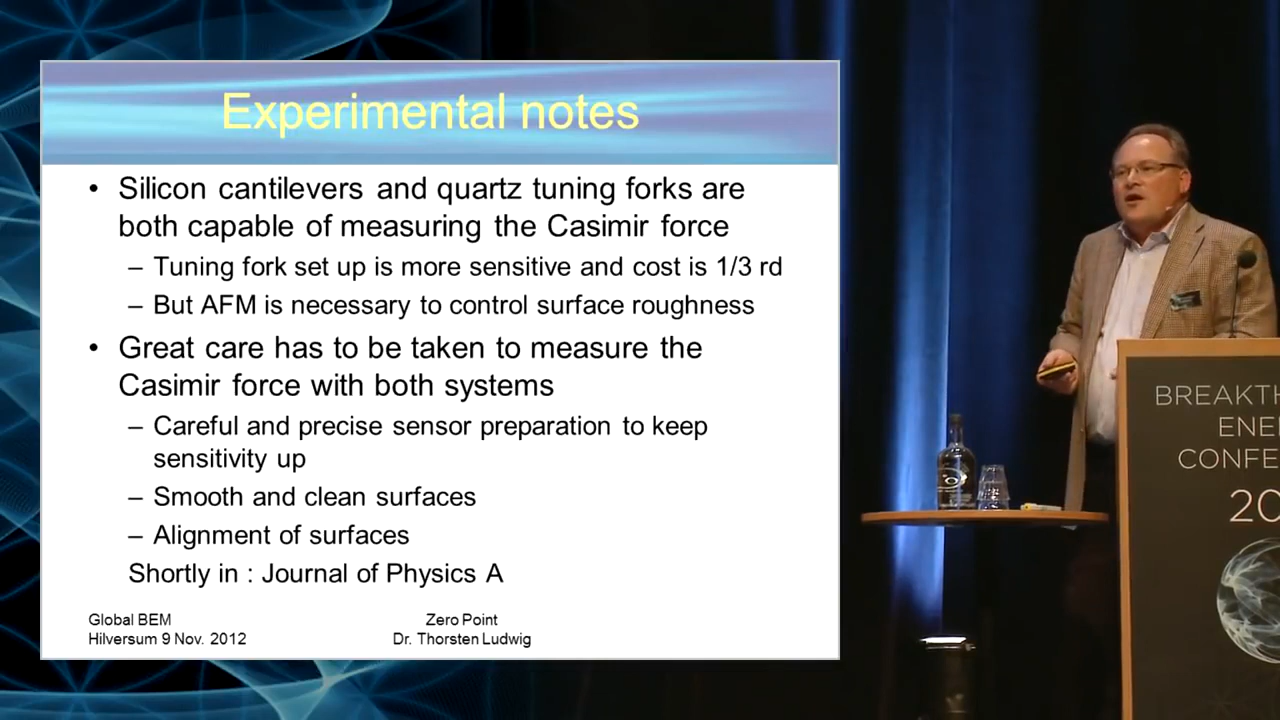 Experimental notes
• Silicon cantilevers and quartz tuning forks are
both capable of measuring the Casimir force
– Tuning fork set up is more sensitive and cost is 1/3 rd
– But AFM is necessary to control surface roughness
• Great care has to be taken to measure the
Casimir force with both systems
– Careful and precise sensor preparation to keep
sensitivity up
– Smooth and clean surfaces
– Alignment of surfaces
Shortly in : Journal of Physics A
Global BEM
Hilversum 9 Nov. 2012
Zero Point
Dr. Thorsten Ludwig
BREAKTH
ENE
CONFE
20